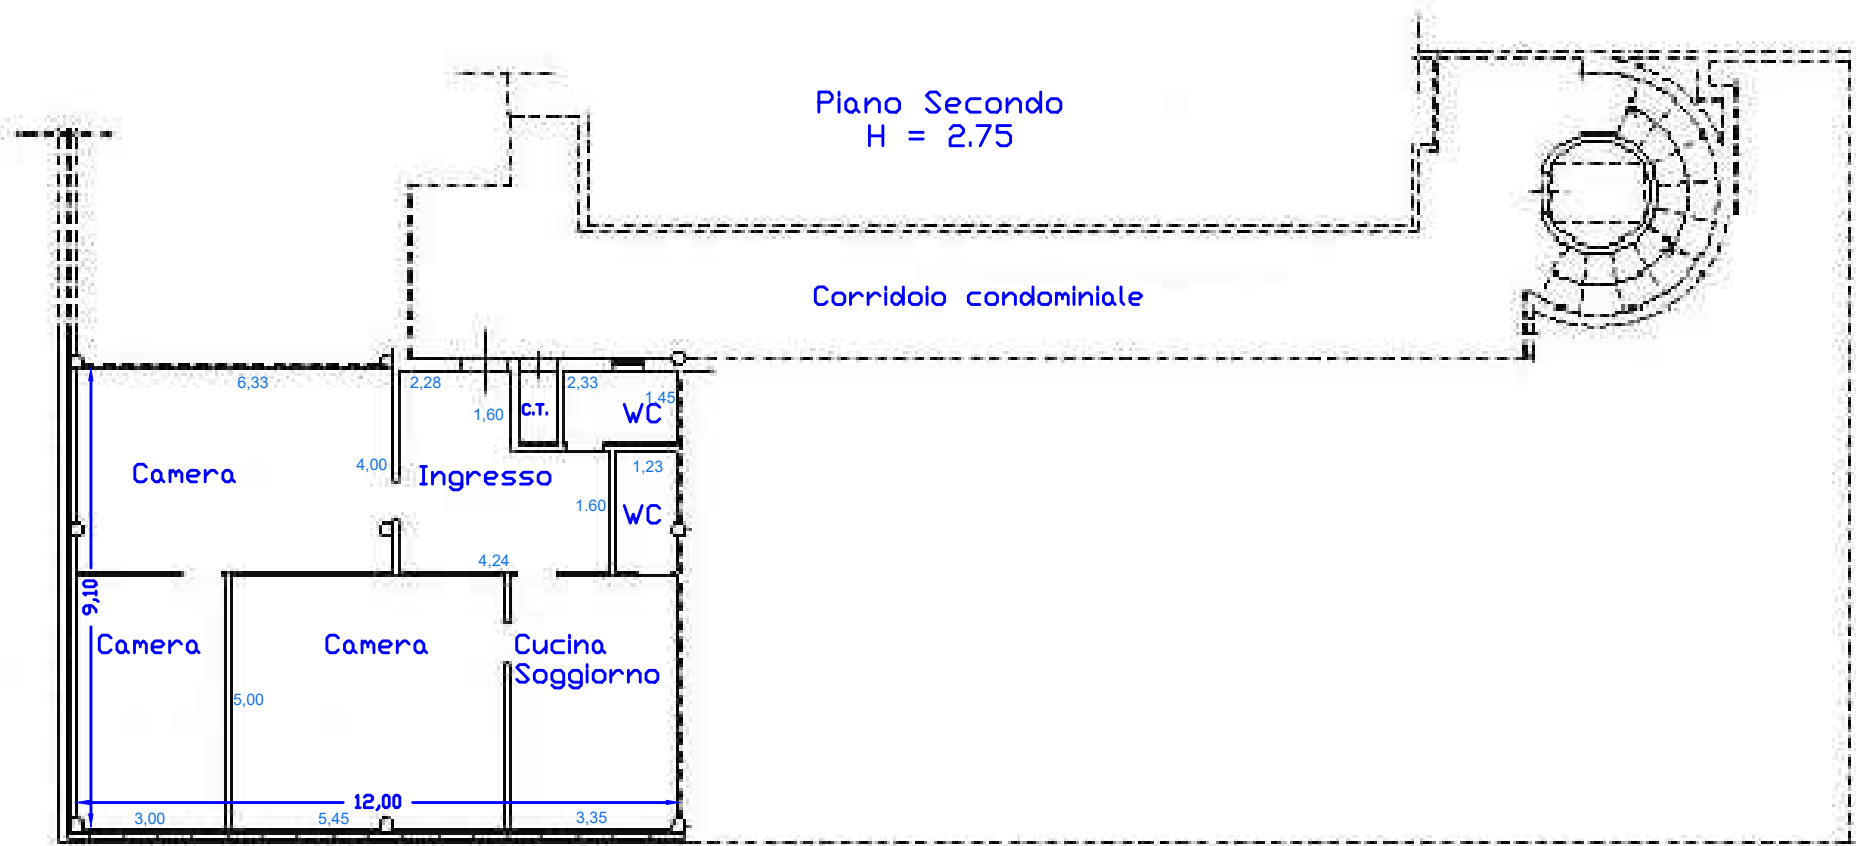 Piano Secondo
H = 2.75
Corridoio condominiale
6,33
2,28
2,33
1,45
1,60
C.T.
WC
4,00
Camera
Ingresso
1,23
1.60
WC
4,24
9,10
Camera
Camera
Cucina
Soggiorno
5,00
12,00
3,00
5,45
3,35